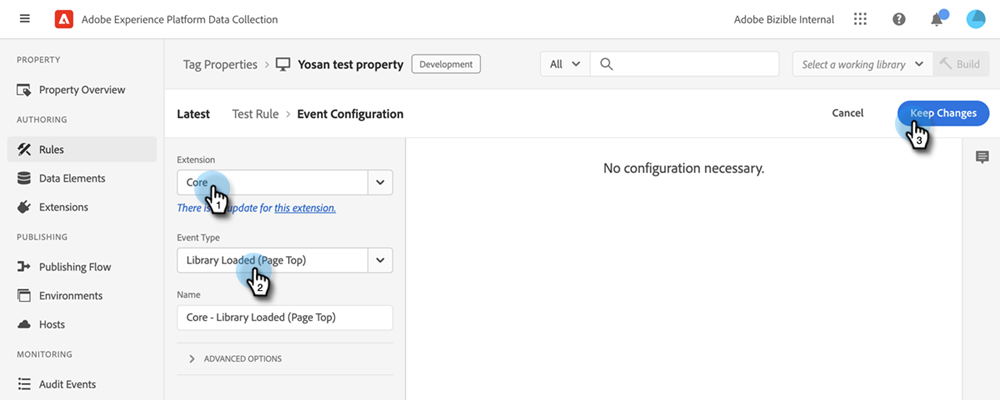 Adobe Experience Platform Data Collection
Adobe Bizible Internal
PROPERTY
Property Overview
AUTHORING
Rules
Data Elements
Extensions
PUBLISHING
Publishing Flow
Environments
Hosts
MONITORING
Audit Events
Tag Properties
Yosan test property
Development
All
Select a working library
Build
Latest
Test Rule
Event Configuration
Cancel
Keep Changes
3
Extension
Core
1
There is update for this extension.
Event Type
Library Loaded (Page Top)
2
Name
Core - Library Loaded (Page Top)
ADVANCED OPTIONS
No configuration necessary.